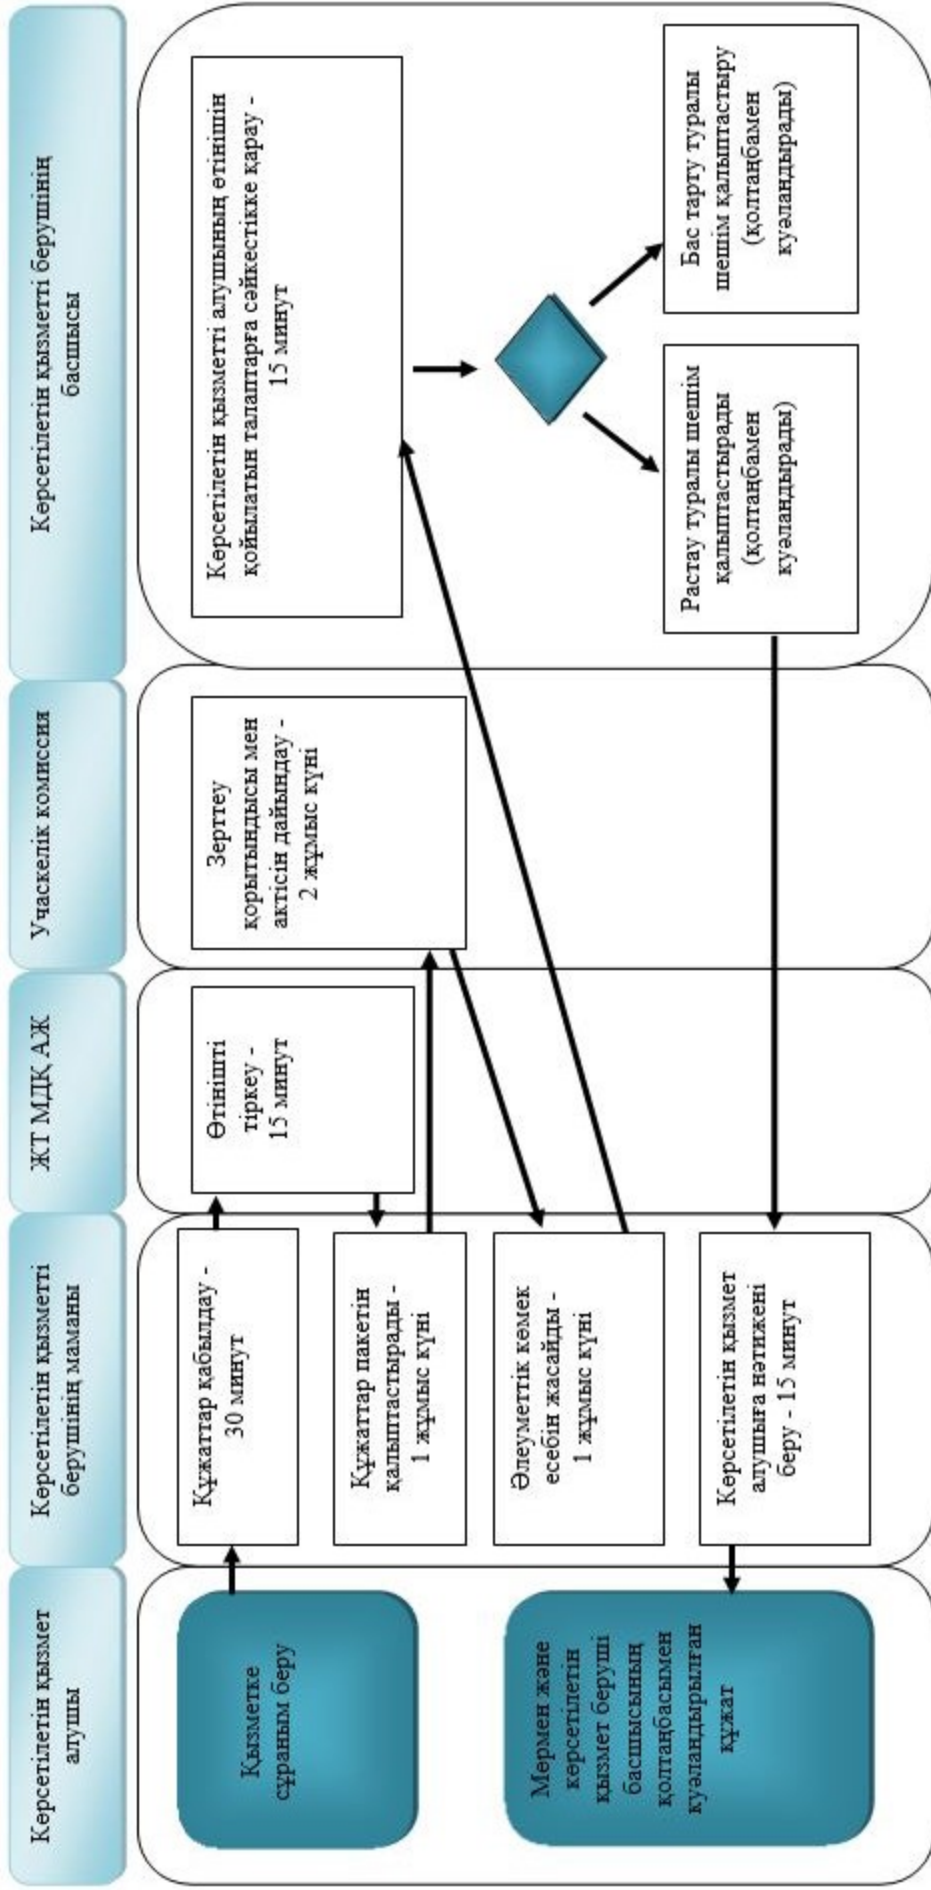 Көрсетілетін қызмет
алушы
Көрсетілетін қызметті
берушінің маманы
ЖТ МДҚ АЖ
Учаскелік комиссия
Көрсетілетін қызметті берушінің
басшысы
Қызметке
сұраным беру
Мөрмен және
көрсетілетін
қызмет беруші
басшысының
қолтаңбасымен
куәландырылған
құжат
Құжаттар қабылдау -
30 минут
Құжаттар пакетін
қалыптастырады -
1 жұмыс күні
Әлеуметтік көмек
есебін жасайды -
1 жұмыс күні
Көрсетілетін қызмет
алушыға нәтижені
беру - 15 минут
Өтінішті
тіркеу -
15 минут
Зерттеу
қорытындысы мен
актісін дайындау -
2 жұмыс күні
Көрсетілетін қызметті алушының өтінішін
қойылатын талаптарға сәйкестікке қарау -
15 минут
Растау туралы шешім
қалыптастырады
(қолтаңбамен
куәландырады)
Бас тарту туралы
шешім қалыптастыру
(қолтаңбамен
куәландырады)